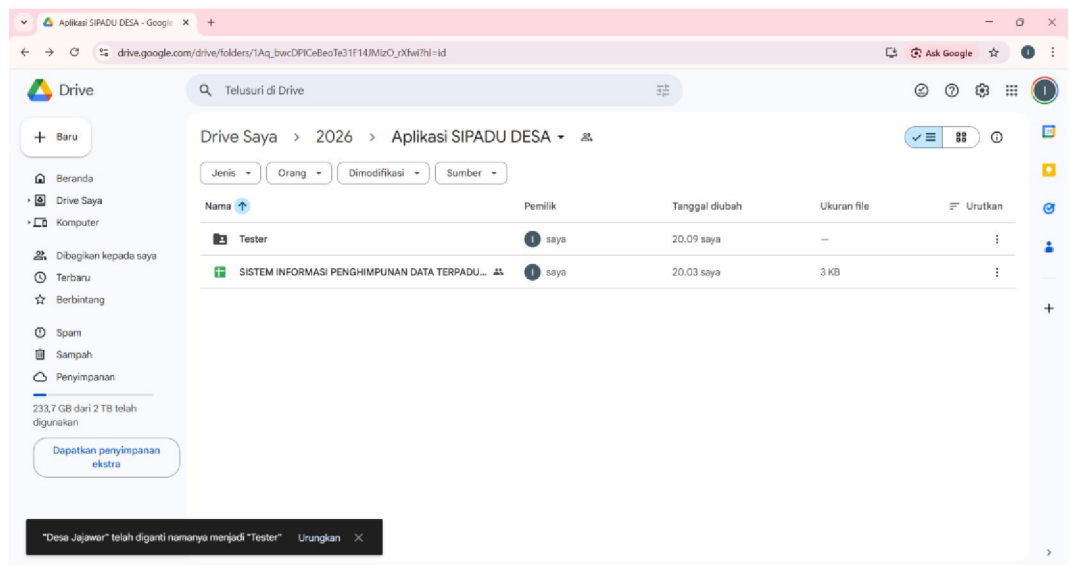 Aplikasi SIPADU DESA - Google
drive.google.com/drive/folders/1Aq_bwcDPICeBeoTe31F14JMizO_rXfwi?hl=id
Ask Google
I
Drive
Telusuri di Drive
I
Baru
Drive Saya > 2026 > Aplikasi SIPADU DESA
Jenis
Orang
Dimodifikasi
Sumber
Beranda
Drive Saya
Komputer
Dibagikan kepada saya
Terbaru
Berbintang
Spam
Sampah
Penyimpanan
233,7 GB dari 2 TB telah
digunakan
Dapatkan penyimpanan
ekstra
Nama Pemilik Tanggal diubah Ukuran file Urutkan
Tester I saya 20.09 saya —
SISTEM INFORMASI PENGHIMPUNAN DATA TERPADU... I saya 20.03 saya 3 KB
"Desa Jajawar" telah diganti namanya menjadi "Tester" Urungkan